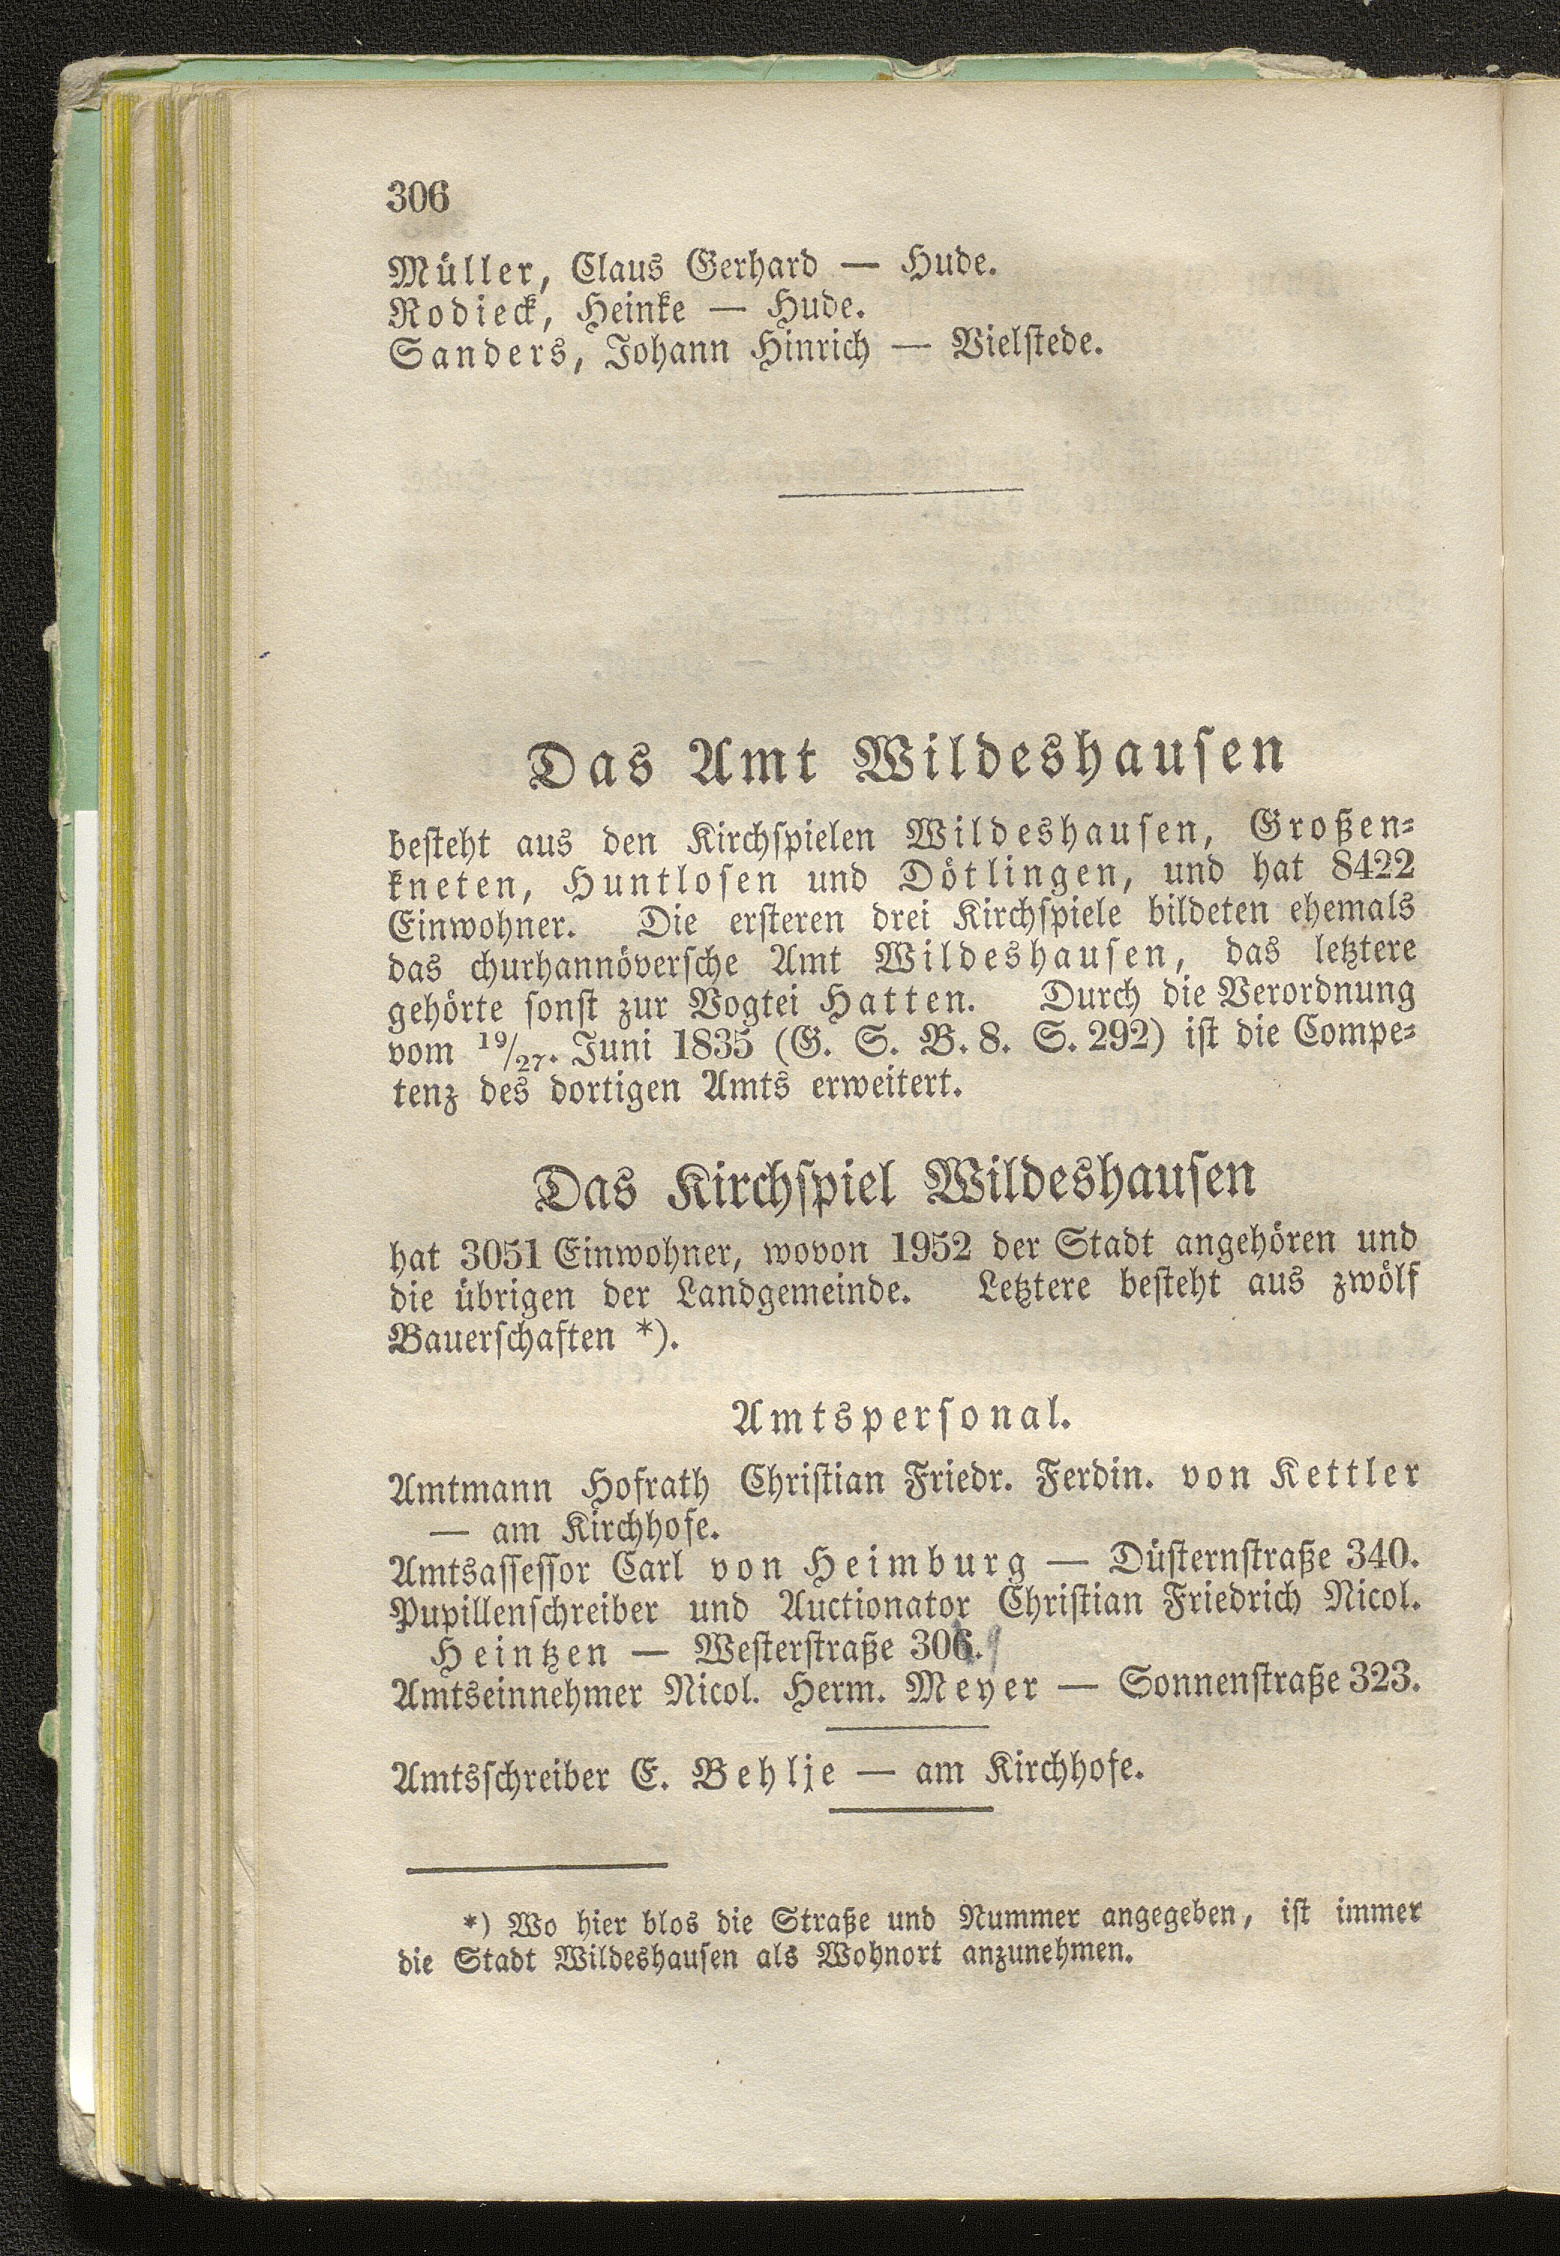 306
Müller, Claus Gerhard — Hude.
Rodieck, Heinke — Hude.
Sanders, Johann Hinrich — Vielstede.
Das Amt Wildeshausen
besteht aus den Kirchspielen Wildeshausen, Großen-
kneten, Huntlosen und Dötlingen, und hat 8422
Einwohner. Die ersteren drei Kirchspiele bildeten ehemals
das churhannöversche Amt Wildeshausen, das letztere
gehörte sonst zur Vogtei Hatten. Durch die Verordnung
vom 19/27. Juni 1835 (G. S. B. 8. S. 292) ist die Compe-
tenz des dortigen Amts erweitert.
Das Kirchspiel Wildeshausen
hat 3051 Einwohner, wovon 1952 der Stadt angehören und
die übrigen der Landgemeinde. Letztere besteht aus zwölf
Bauerschaften *).
Amtspersonal.
Amtmann Hofrath Christian Friedr. Ferdin. von Kettler
— am Kirchhofe.
Amtsassessor Carl von Heimburg — Düsternstraße 340.
Pupillenschreiber und Auctionator Christian Friedrich Nicol.
Heintzen — Westerstraße 306. 9
Amtseinnehmer Nicol. Herm. Meyer — Sonnenstraße 323.
Amtsschreiber E. Behlje — am Kirchhofe.
*) Wo hier blos die Straße und Nummer angegeben, ist immer
die Stadt Wildeshausen als Wohnort anzunehmen.